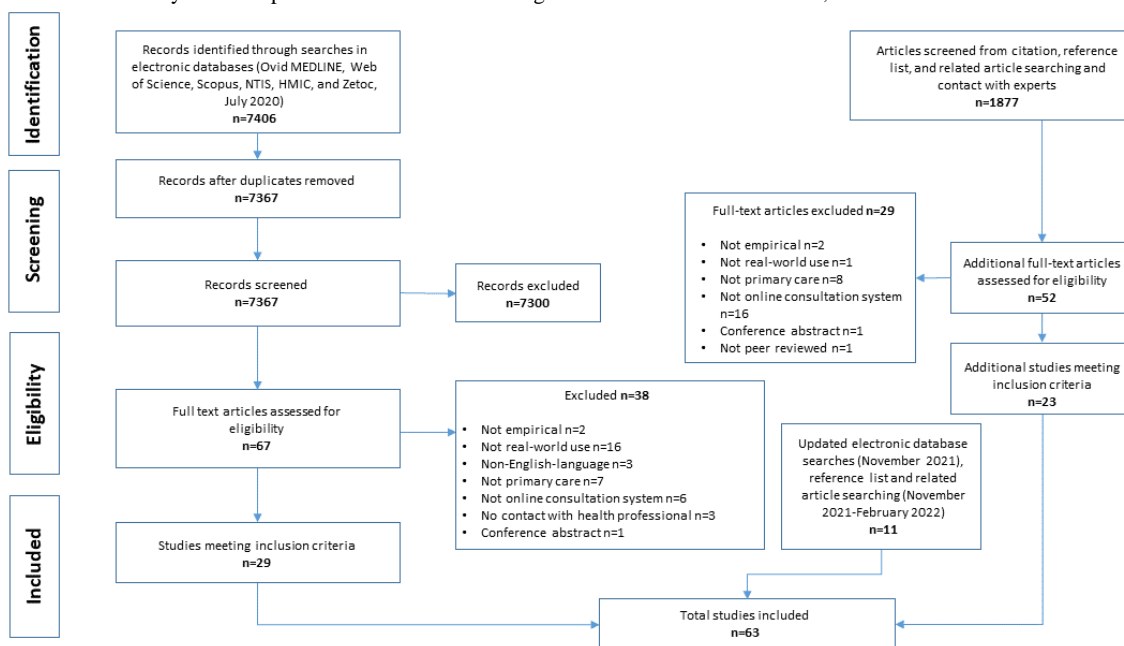 Identification
Records identified through searches in
electronic databases (Ovid MEDLINE, Web
of Science, Scopus, NTIS, HMIC, and Zetoc,
July 2020)
n=7406
Articles screened from citation, reference
list, and related article searching and
contact with experts
n=1877
Screening
Records after duplicates removed
n=7367
Records screened
n=7367
Records excluded
n=7300
Full-text articles excluded n=29
• Not empirical n=2
• Not real-world use n=1
• Not primary care n=8
• Not online consultation system
n=16
• Conference abstract n=1
• Not peer reviewed n=1
Additional full-text articles
assessed for eligibility
n=52
Eligibility
Full text articles assessed for
eligibility
n=67
Excluded n=38
• Not empirical n=2
• Not real-world use n=16
• Non-English-language n=3
• Not primary care n=7
• Not online consultation system n=6
• No contact with health professional n=3
• Conference abstract n=1
Additional studies meeting
inclusion criteria
n=23
Updated electronic database
searches (November 2021),
reference list and related
article searching (November
2021-February 2022)
n=11
Included
Studies meeting inclusion criteria
n=29
Total studies included
n=63